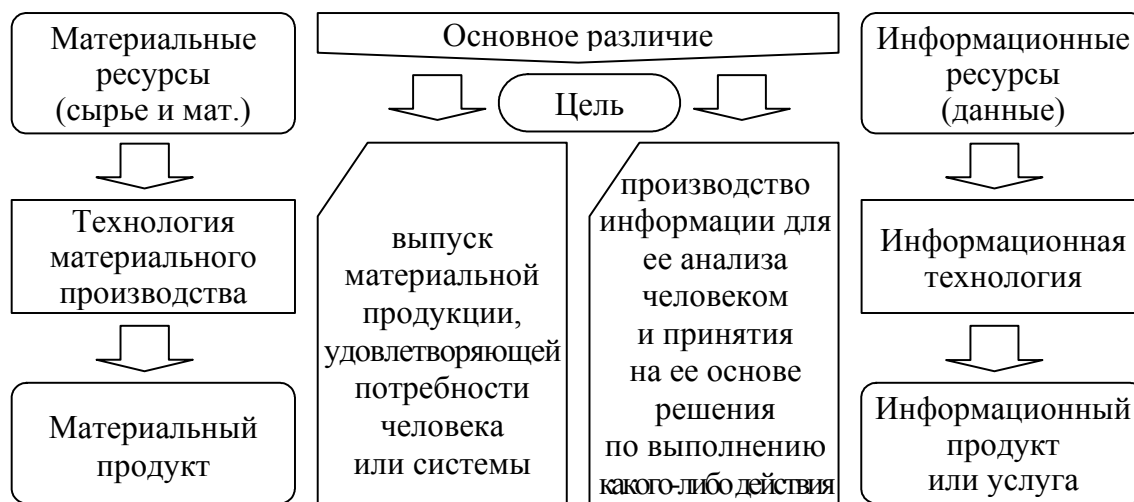 Материальные
ресурсы
(сырье и мат.)
Технология
материального
производства
Материальный
продукт
Основное различие
Цель
выпуск
материальной
продукции,
удовлетворяющей
потребности
человека
или системы
производство
информации для
ее анализа
человеком
и принятия
на ее основе
решения
по выполнению
какого-либо действия
Информационные
ресурсы
(данные)
Информационная
технология
Информационный
продукт
или услуга